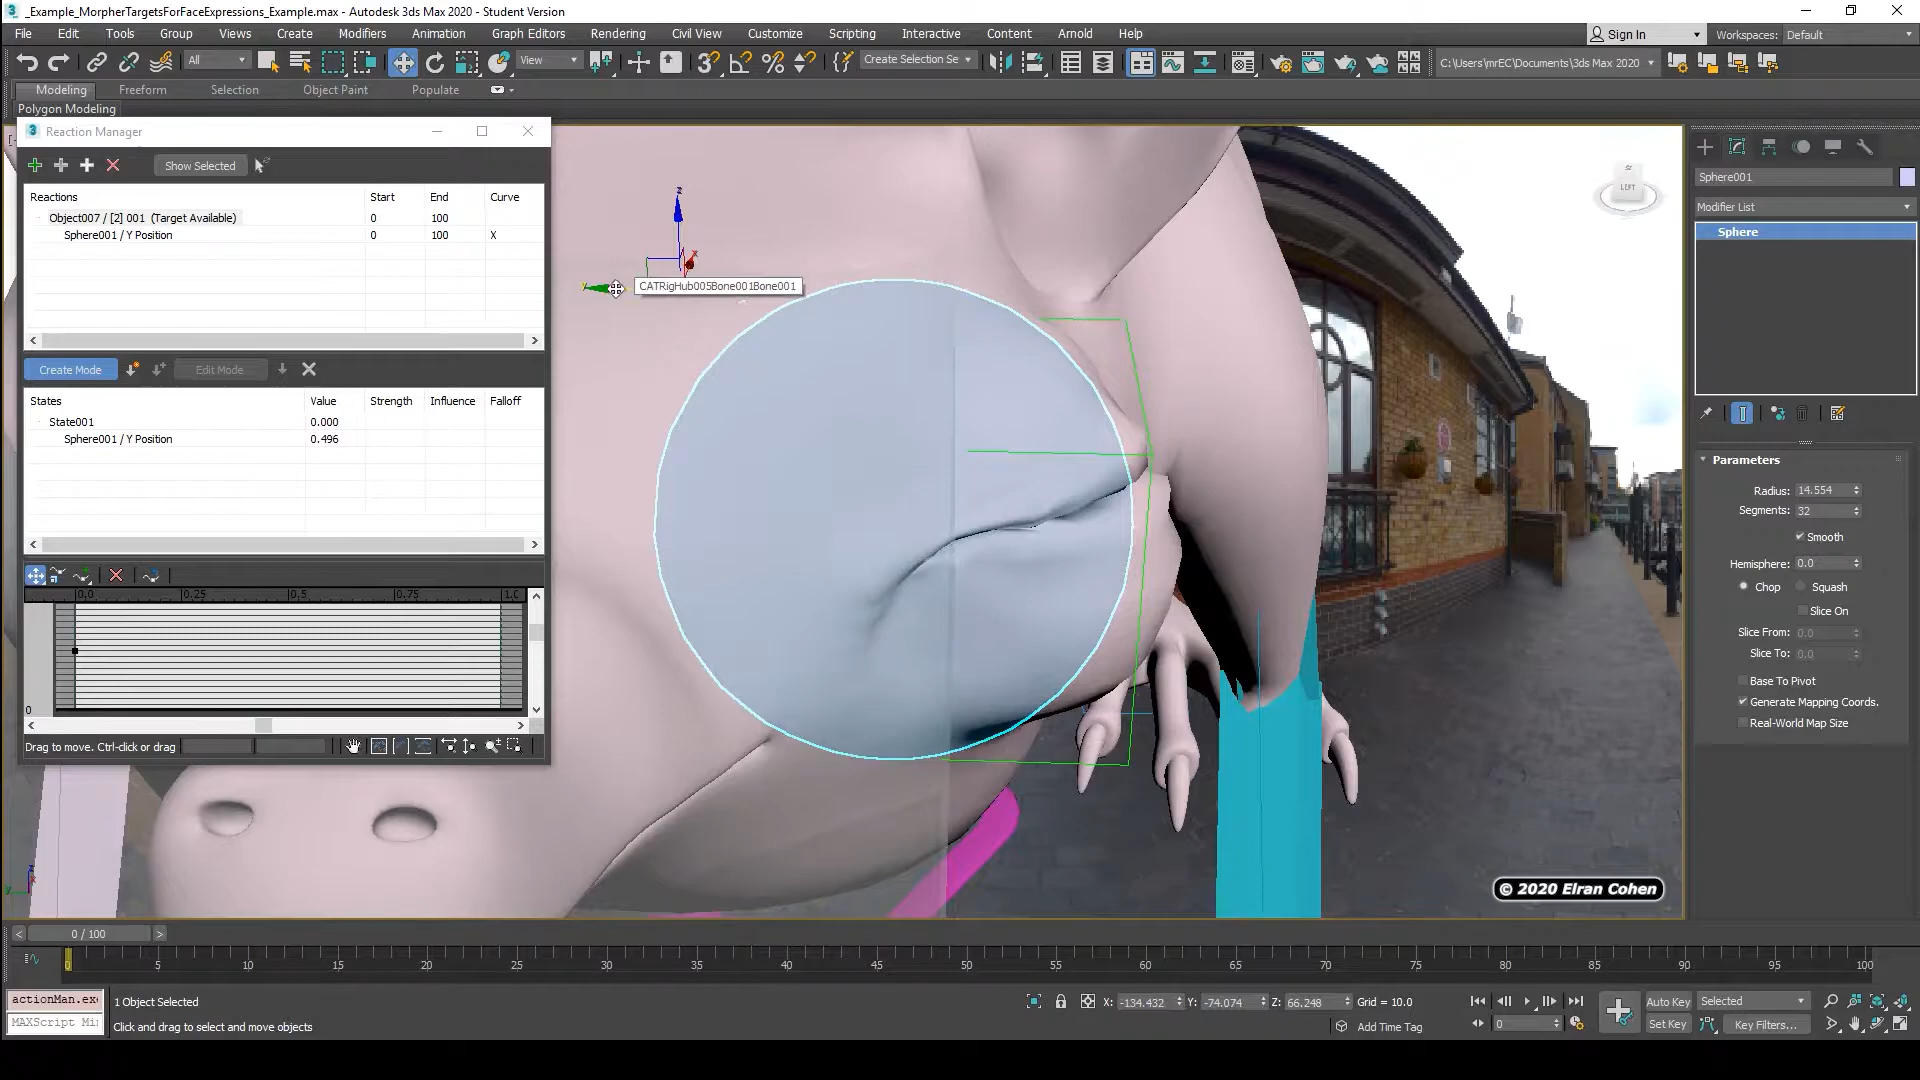 _Example_MorpherTargetsForFaceExpressions_Example.max - Autodesk 3ds Max 2020 - Student Version
File Edit Tools Group Views Create Modifiers Animation Graph Editors Rendering Civil View Customize Scripting Interactive Content Arnold Help Sign In Workspaces: Default
All View Create Selection Se C:\Users\mrEC\Documents\3ds Max 2020
Modeling Freeform Selection Object Paint Populate
Polygon Modeling
Reaction Manager
Show Selected
Reactions Start End Curve
Object007 / [2] 001 (Target Available) 0 100
Sphere001 / Y Position 0 100 X
Create Mode Edit Mode
States Value Strength Influence Falloff
State001 0.000
Sphere001 / Y Position 0.496
0.0 0.25 0.5 0.75 1.0
0
Drag to move. Ctrl-click or drag
z
x
y
CATRigHub005Bone001Bone001
LEFT
Sphere001
Modifier List
Sphere
Parameters
Radius: 14.554
Segments: 32
Smooth
Hemisphere: 0.0
Chop Squash
Slice On
Slice From: 0.0
Slice To: 0.0
Base To Pivot
Generate Mapping Coords.
Real-World Map Size
© 2020 Elran Cohen
0 / 100
0 5 10 15 20 25 30 35 40 45 50 55 60 65 70 75 80 85 90 95 100
actionMan.exe
MAXScript Mi
1 Object Selected
Click and drag to select and move objects
X: -134.432 Y: -74.074 Z: 66.248 Grid = 10.0
Add Time Tag
0
Auto Key Selected
Set Key Key Filters...